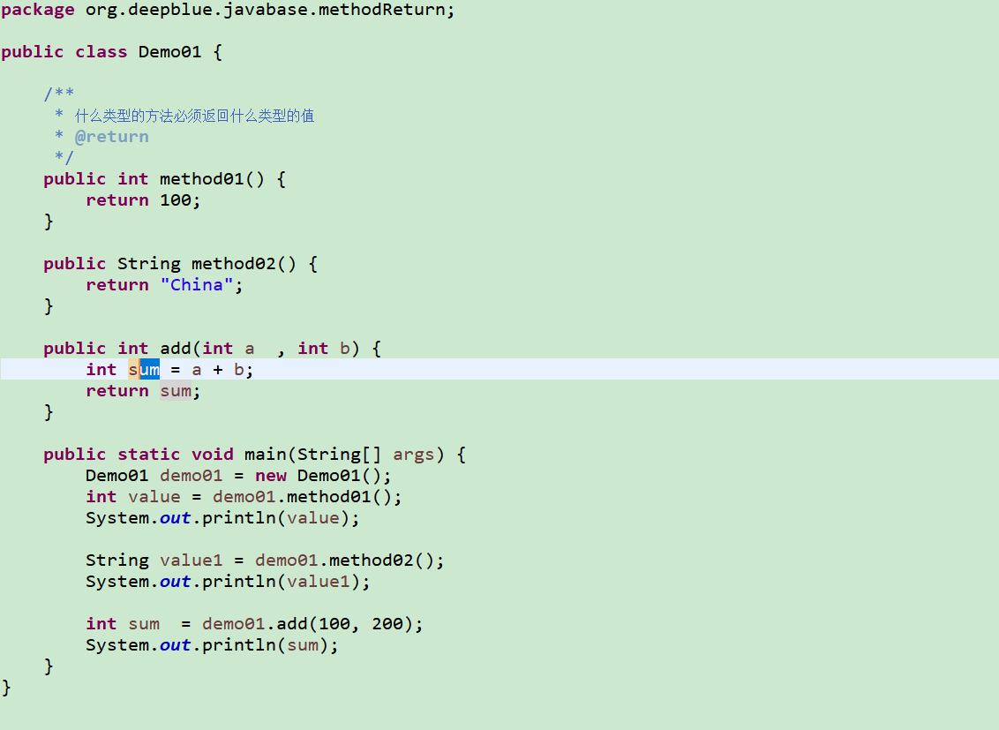 package org.deepblue.javabase.methodReturn;
public class Demo01 {
/**
* 什么类型的方法必须返回什么类型的值
* @return
*/
public int method01() {
return 100;
}
public String method02() {
return "China";
}
public int add(int a  , int b) {
int sum = a + b;
return sum;
}
public static void main(String[] args) {
Demo01 demo01 = new Demo01();
int value = demo01.method01();
System.out.println(value);
String value1 = demo01.method02();
System.out.println(value1);
int sum  = demo01.add(100, 200);
System.out.println(sum);
}
}